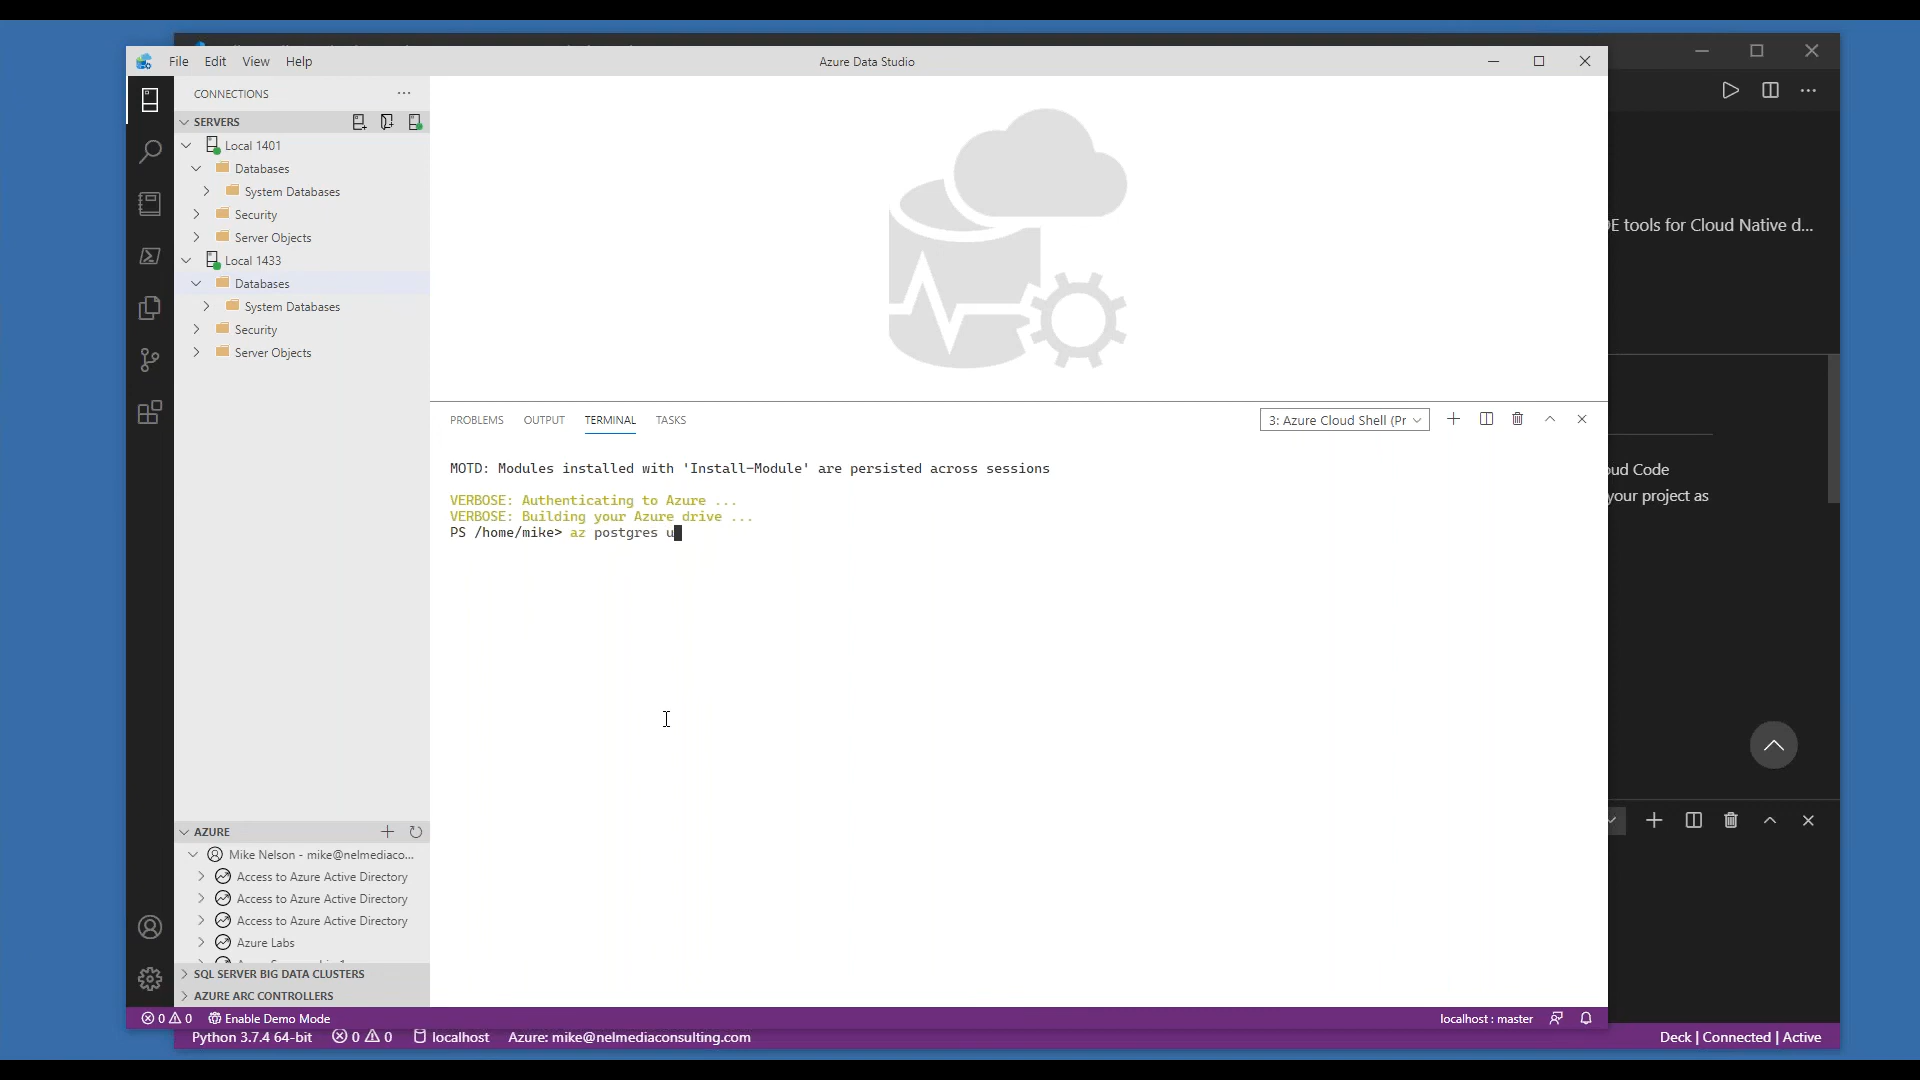 File Edit View Help
Azure Data Studio
CONNECTIONS
SERVERS
Local 1401
Databases
System Databases
Security
Server Objects
Local 1433
Databases
System Databases
Security
Server Objects
PROBLEMS OUTPUT TERMINAL TASKS
3: Azure Cloud Shell (Pr
MOTD: Modules installed with 'Install-Module' are persisted across sessions
VERBOSE: Authenticating to Azure ...
VERBOSE: Building your Azure drive ...
PS /home/mike> az postgres u
tools for Cloud Native d...
Code
your project as
AZURE
Mike Nelson - mike@nelmediaco...
Access to Azure Active Directory
Access to Azure Active Directory
Access to Azure Active Directory
Azure Labs
SQL SERVER BIG DATA CLUSTERS
AZURE ARC CONTROLLERS
0 0 Enable Demo Mode
localhost : master
Python 3.7.4 64-bit 0 0 localhost Azure: mike@nelmediaconsulting.com
Deck | Connected | Active